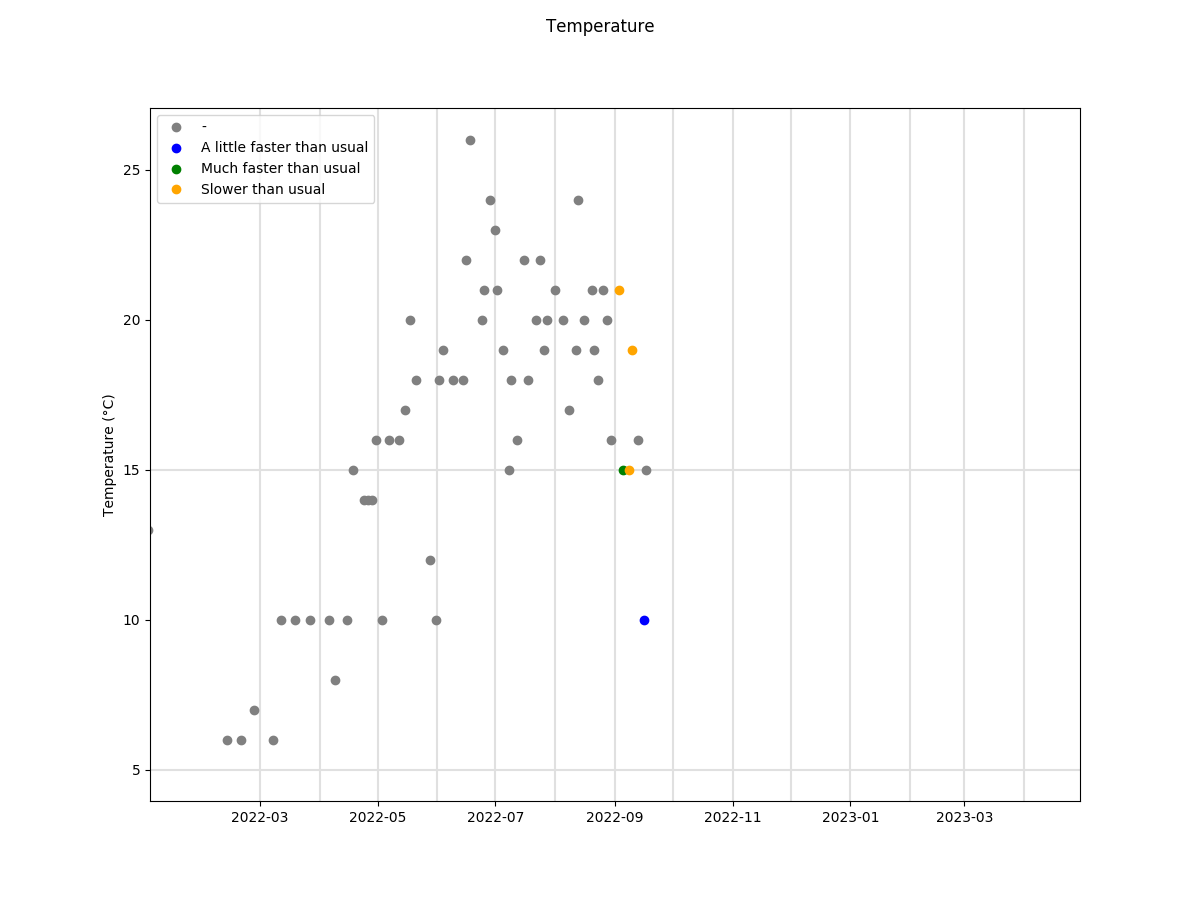 Temperature
-
A little faster than usual
Much faster than usual
Slower than usual
Temperature (°C)
25
20
15
10
5
2022-03
2022-05
2022-07
2022-09
2022-11
2023-01
2023-03